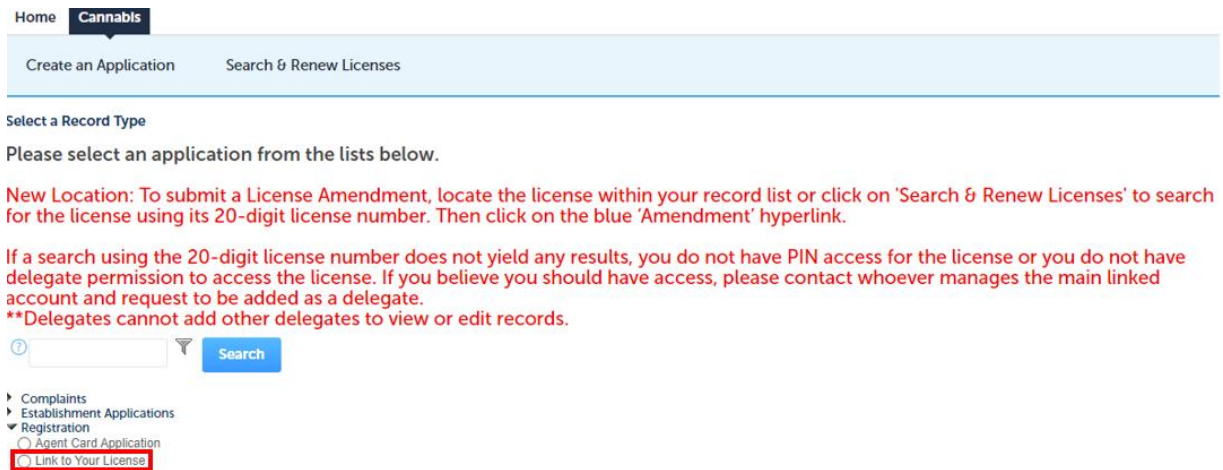 Home Cannabis
Create an Application Search & Renew Licenses
Select a Record Type
Please select an application from the lists below.
New Location: To submit a License Amendment, locate the license within your record list or click on 'Search & Renew Licenses' to search
for the license using its 20-digit license number. Then click on the blue 'Amendment' hyperlink.
If a search using the 20-digit license number does not yield any results, you do not have PIN access for the license or you do not have
delegate permission to access the license. If you believe you should have access, please contact whoever manages the main linked
account and request to be added as a delegate.
**Delegates cannot add other delegates to view or edit records.
? Search
Complaints
Establishment Applications
Registration
Agent Card Application
Link to Your License